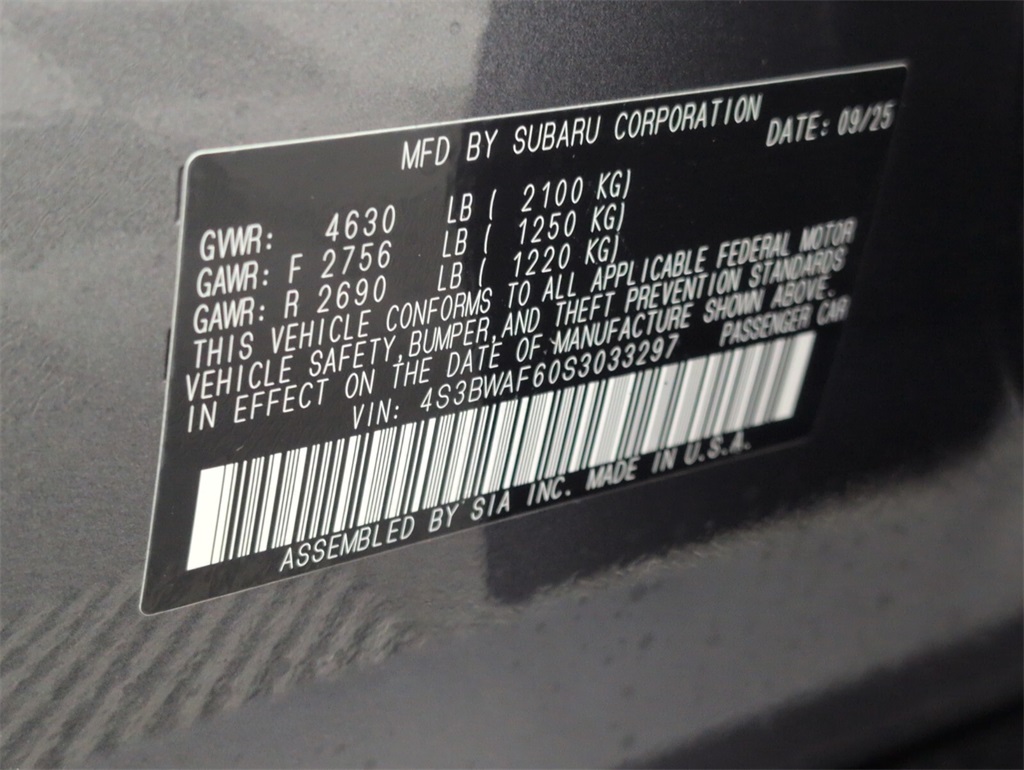 MFD BY SUBARU CORPORATION DATE: 09/25
GVWR: 4630 LB ( 2100 KG)
GAWR: F 2756 LB ( 1250 KG)
GAWR: R 2690 LB ( 1220 KG)
THIS VEHICLE CONFORMS TO ALL APPLICABLE FEDERAL MOTOR
VEHICLE SAFETY, BUMPER, AND THEFT PREVENTION STANDARDS
IN EFFECT ON THE DATE OF MANUFACTURE SHOWN ABOVE.
VIN: 4S3BWAF60S3033297 PASSENGER CAR
ASSEMBLED BY SIA INC. MADE IN U.S.A.